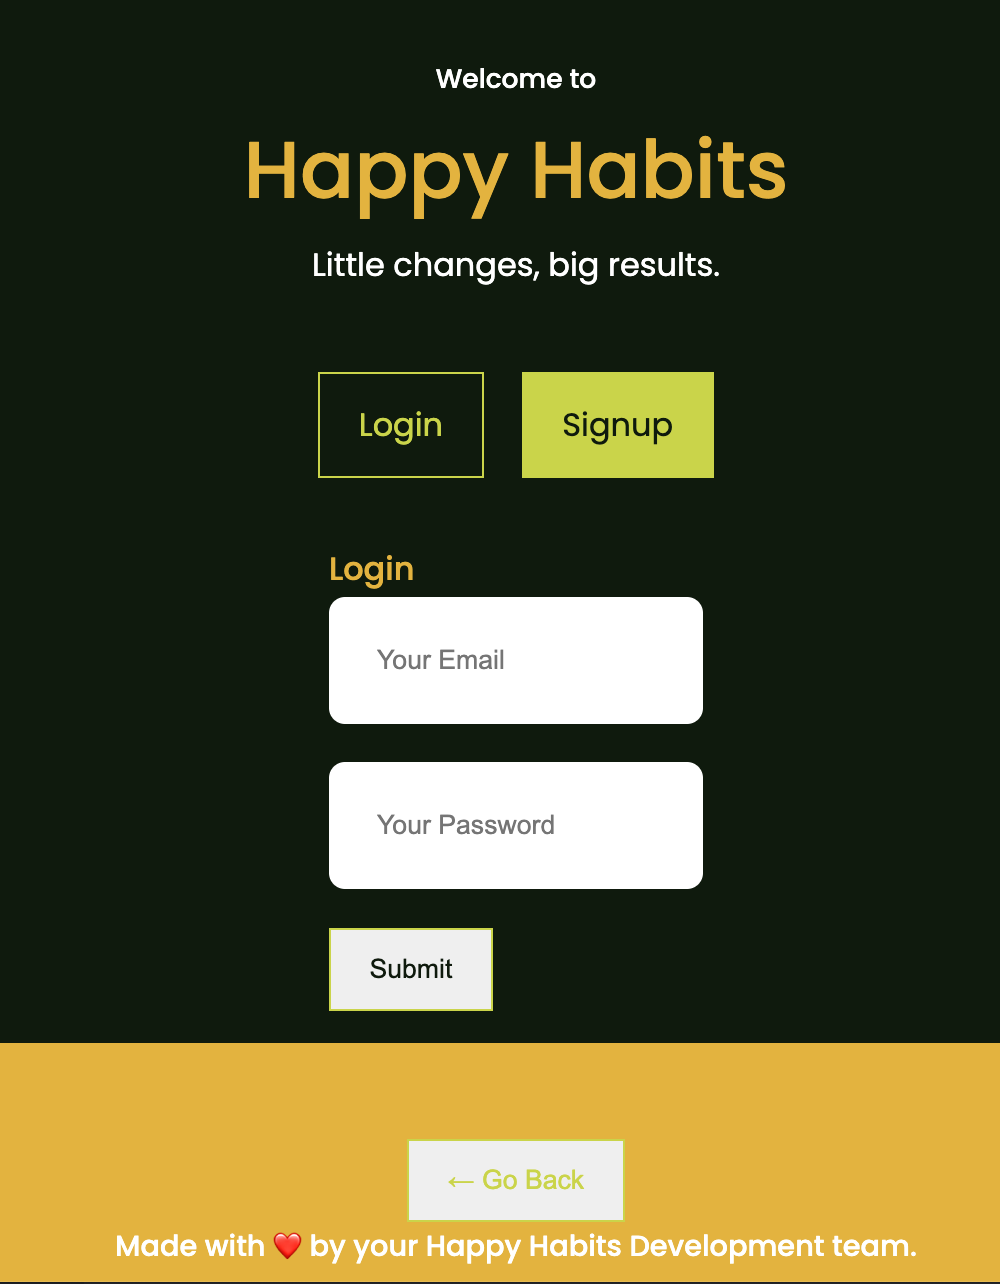 Welcome to
Happy Habits
Little changes, big results.
Login Signup
Login
Your Email
Your Password
Submit
← Go Back
Made with ❤️ by your Happy Habits Development team.